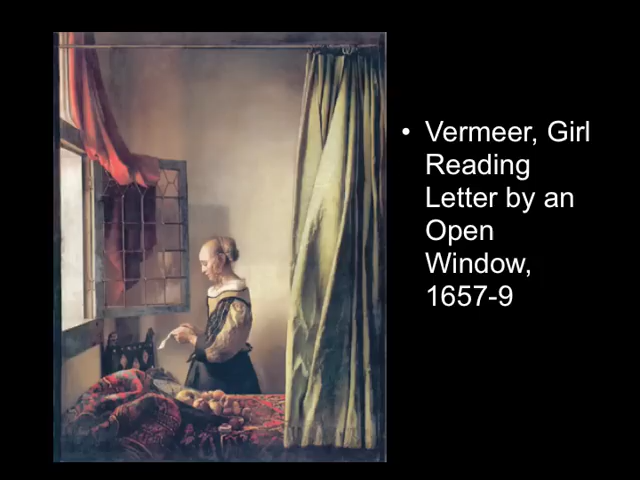 • Vermeer, Girl
Reading
Letter by an
Open
Window,
1657-9